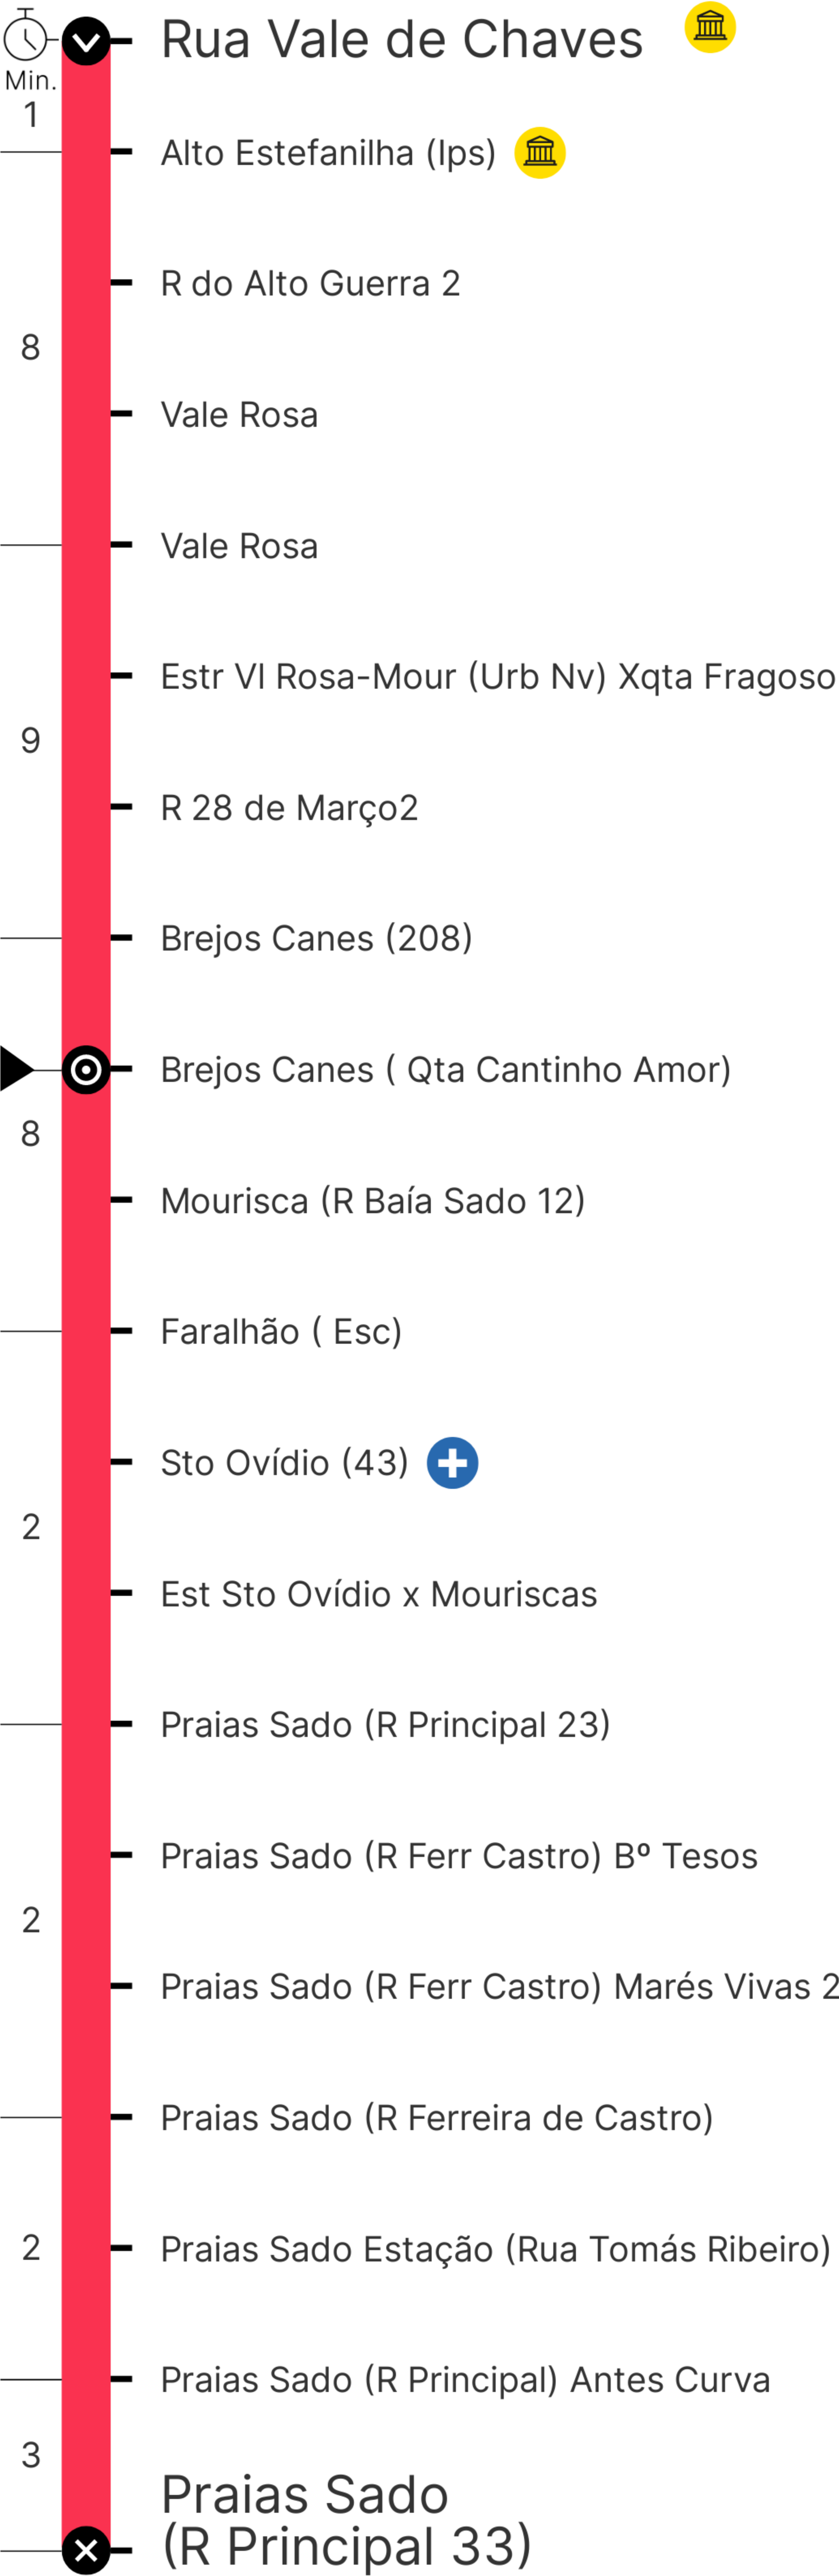 Rua Vale de Chaves
Min.
1
Alto Estefanilha (Ips)
R do Alto Guerra 2
8
Vale Rosa
Vale Rosa
Estr Vl Rosa-Mour (Urb Nv) Xqta Fragoso
9
R 28 de Março2
Brejos Canes (208)
Brejos Canes ( Qta Cantinho Amor)
8
Mourisca (R Baía Sado 12)
Faralhão ( Esc)
Sto Ovídio (43)
2
Est Sto Ovídio x Mouriscas
Praias Sado (R Principal 23)
Praias Sado (R Ferr Castro) Bº Tesos
2
Praias Sado (R Ferr Castro) Marés Vivas 2
Praias Sado (R Ferreira de Castro)
2
Praias Sado Estação (Rua Tomás Ribeiro)
Praias Sado (R Principal) Antes Curva
3
Praias Sado
(R Principal 33)